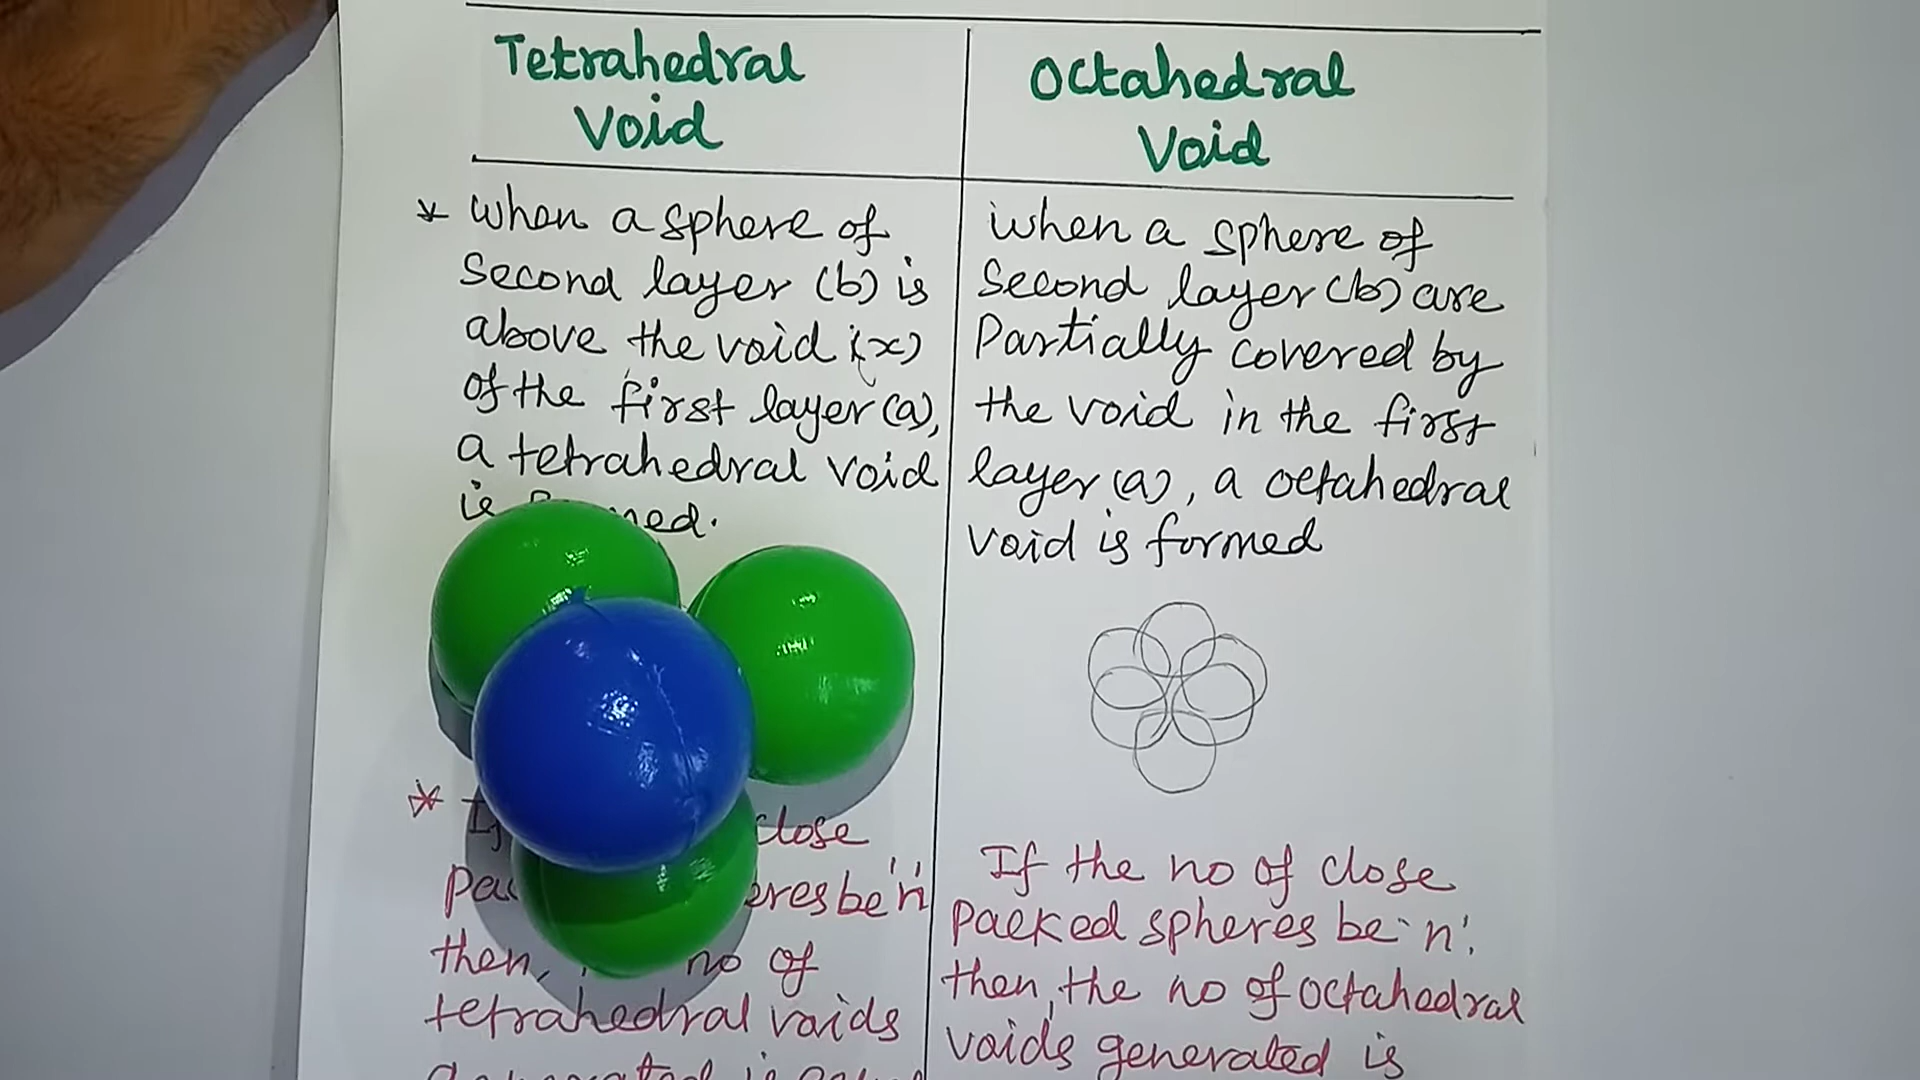 Tetrahedral
Void
* when a sphere of
second layer (b) is
above the void (x)
of the first layer (a),
a tetrahedral void
is
Octahedral
Void
when a sphere of
Second layer (b) are
Partially covered by
the void in the first
layer (a), a octahedral
void is formed
* If close
be 'n'
then, no of
tetrahedral voids
If the no of close
Packed spheres be 'n'.
then, the no of octahedral
voids generated is